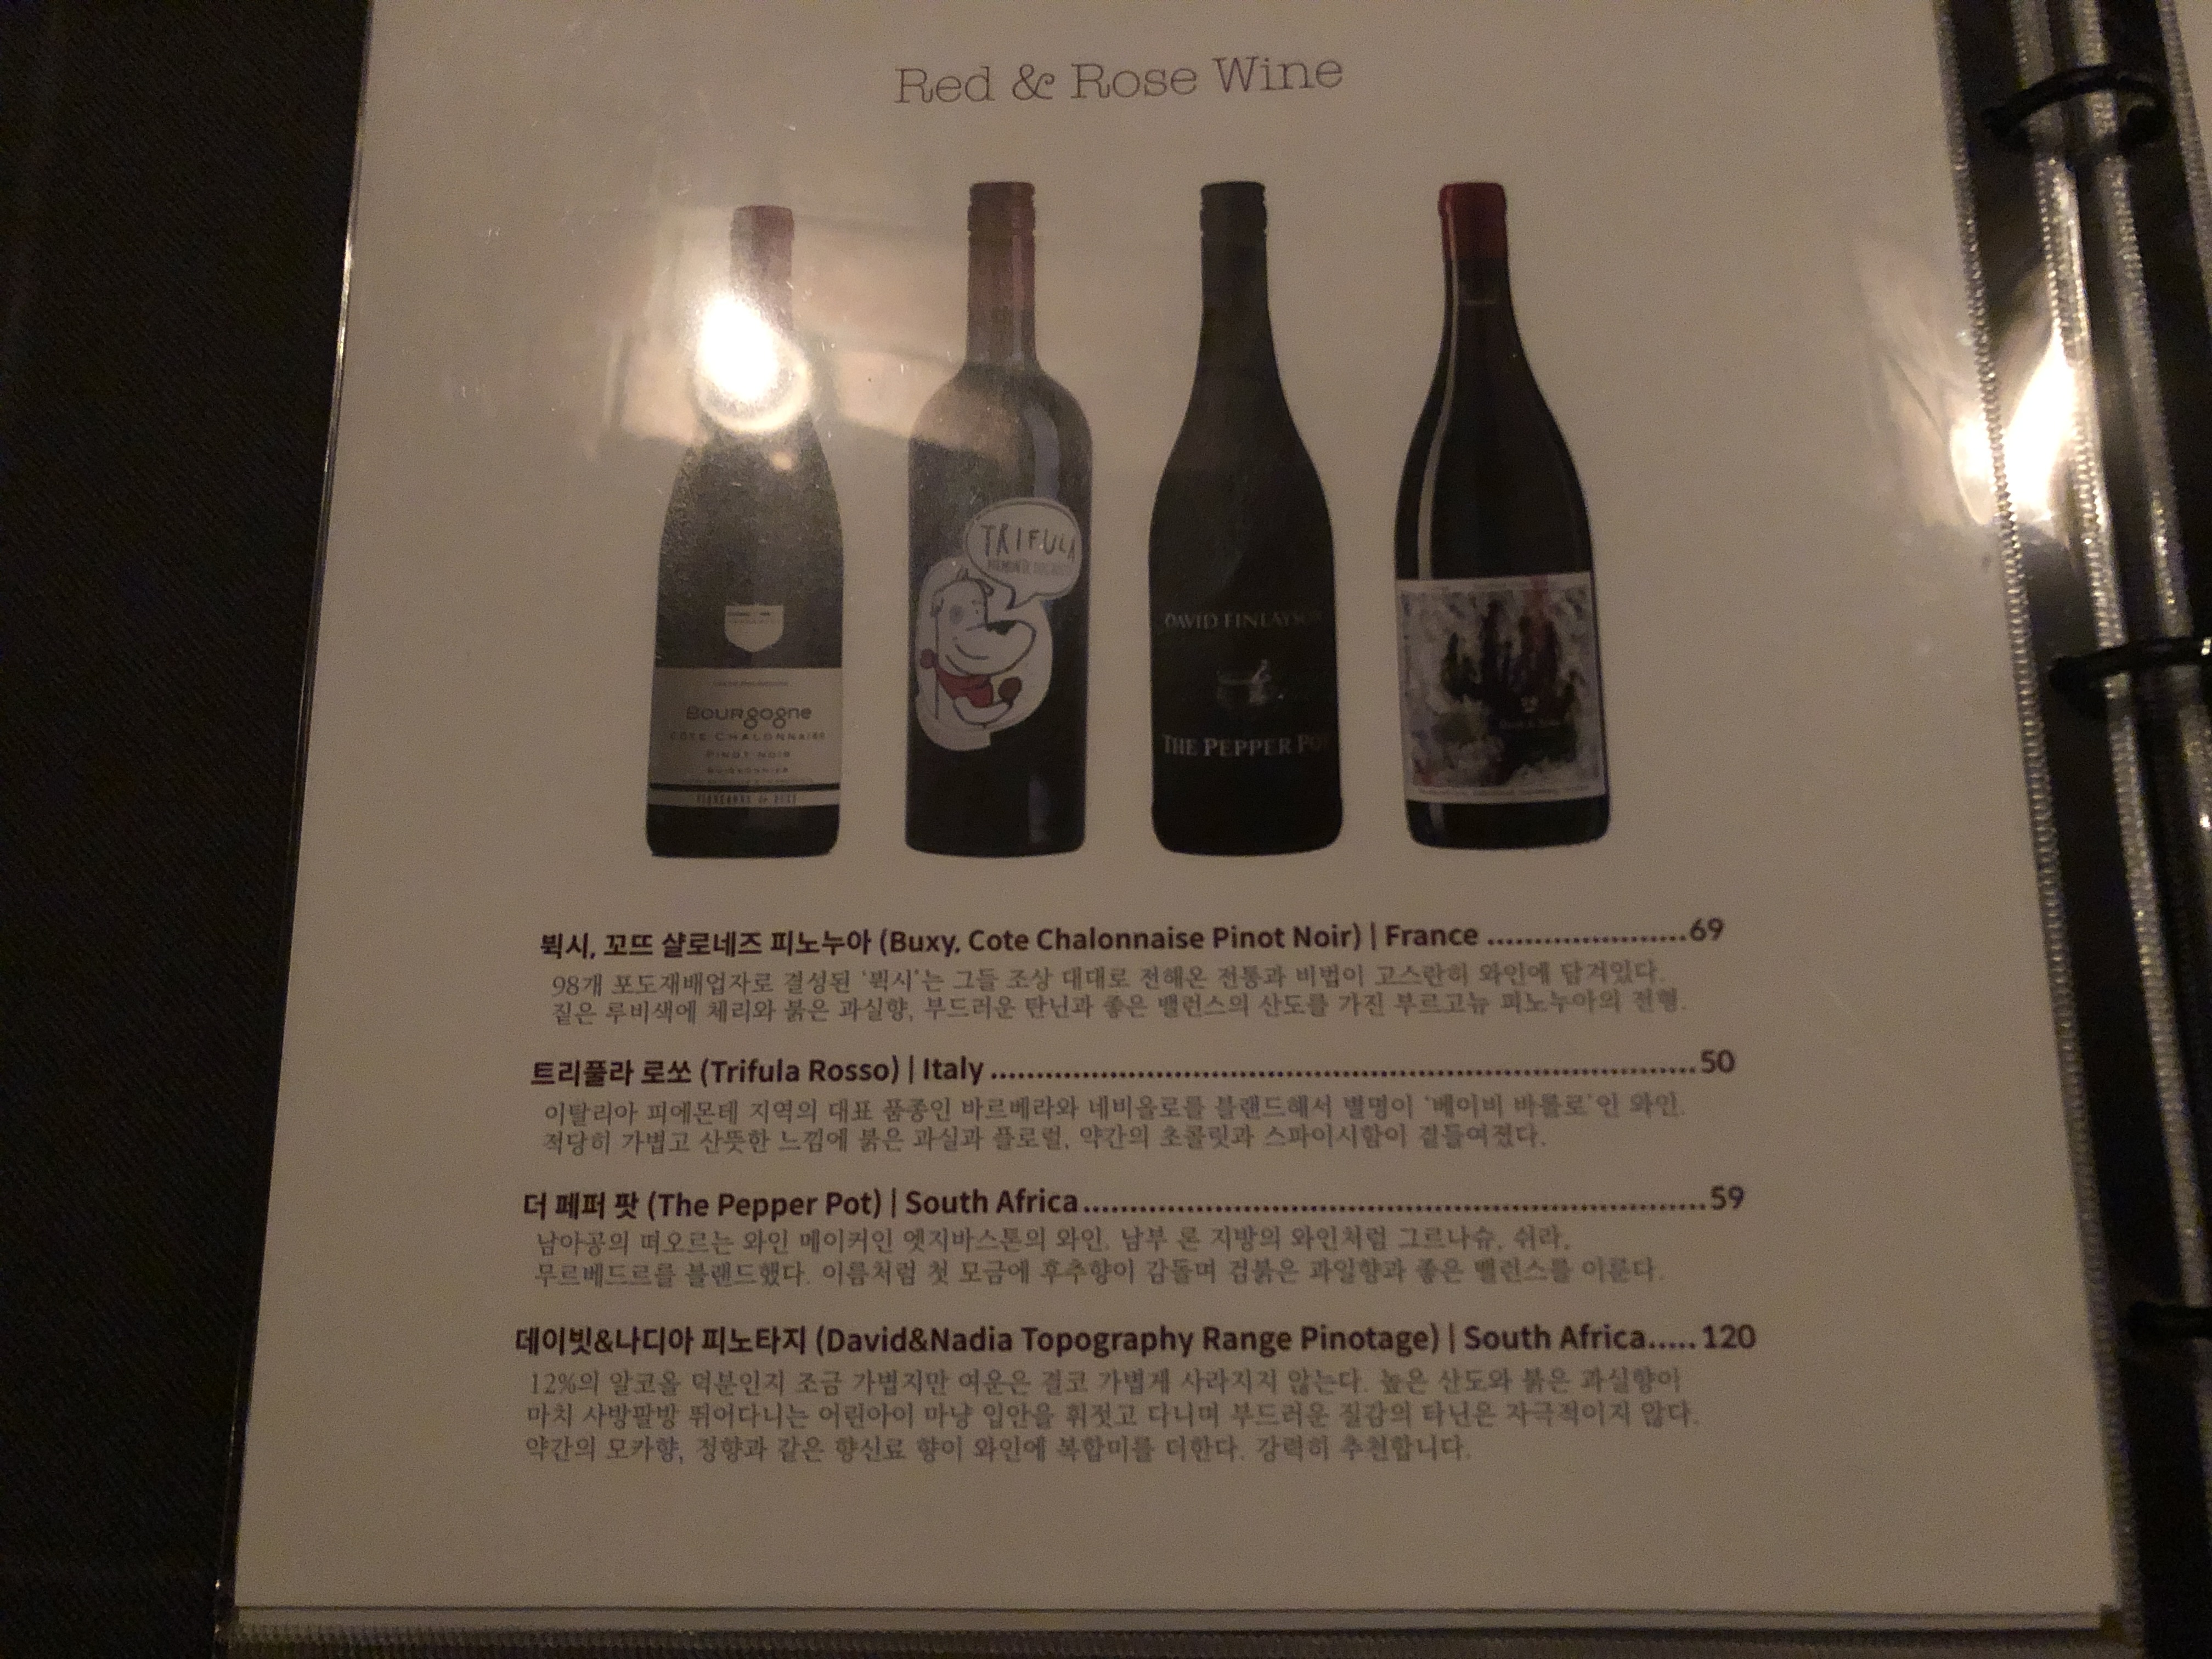 Red & Rose Wine
TRIFULA
DAVID FINLAYSON
Bourgogne
COTE CHALONNAISE
PINOT NOIR
BUISSONNIER
THE PEPPER POT
뷕시, 꼬뜨 샬로네즈 피노누아 (Buxy, Cote Chalonnaise Pinot Noir) | France ......................69
98개 포도재배업자로 결성된 '뷕시'는 그들 조상 대대로 전해온 전통과 비법이 고스란히 와인에 담겨있다.
짙은 루비색에 체리와 붉은 과실향, 부드러운 탄닌과 좋은 밸런스의 산도를 가진 부르고뉴 피노누아의 전형.
트리풀라 로쏘 (Trifula Rosso) | Italy ..............................................................................50
이탈리아 피에몬테 지역의 대표 품종인 바르베라와 네비올로를 블랜드해서 별명이 '베이비 바롤로'인 와인.
적당히 가볍고 산뜻한 느낌에 붉은 과실과 플로럴, 약간의 초콜릿과 스파이시함이 곁들여졌다.
더 페퍼 팟 (The Pepper Pot) | South Africa.....................................................................59
남아공의 떠오르는 와인 메이커인 엣지바스톤의 와인. 남부 론 지방의 와인처럼 그르나슈, 쉬라,
무르베드르를 블랜드했다. 이름처럼 첫 모금에 후추향이 감돌며 검붉은 과일향과 좋은 밸런스를 이룬다.
데이빗&나디아 피노타지 (David&Nadia Topography Range Pinotage) | South Africa.....120
12%의 알코올 덕분인지 조금 가볍지만 여운은 결코 가볍게 사라지지 않는다. 높은 산도와 붉은 과실향이
마치 사방팔방 뛰어다니는 어린아이 마냥 입안을 휘젓고 다니며 부드러운 질감의 타닌은 자극적이지 않다.
약간의 모카향, 정향과 같은 향신료 향이 와인에 복합미를 더한다. 강력히 추천합니다.